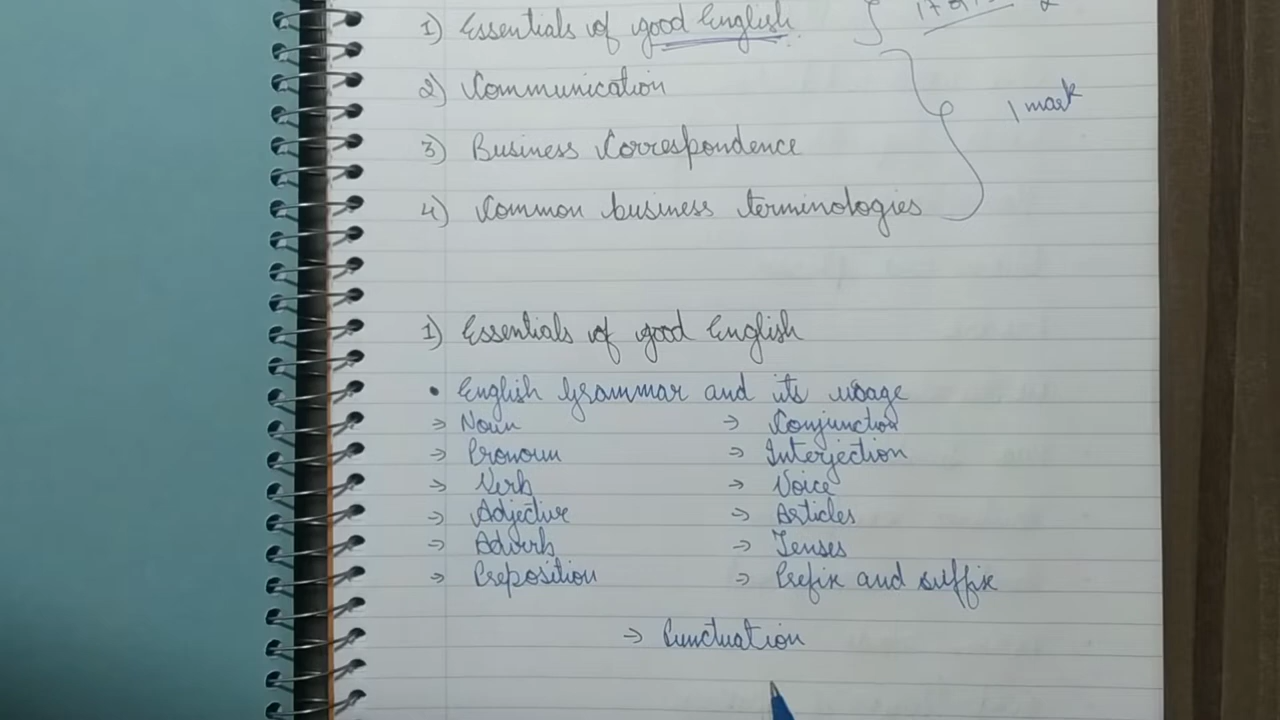 1) Essentials of good English
2) Communication
1 mark
3) Business Correspondence
4) Common business terminologies
1) Essentials of good English
• English Grammar and its usage
→ Noun → Conjunction
→ Pronoun → Interjection
→ Verb → Voice
→ Adjective → Articles
→ Adverb → Tenses
→ Preposition → Prefix and suffix
→ Punctuation